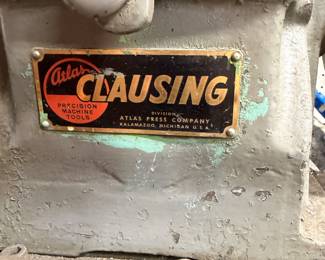 Atlas
PRECISION
MACHINE
TOOLS
CLAUSING
DIVISION
ATLAS PRESS COMPANY
KALAMAZOO, MICHIGAN U.S.A.